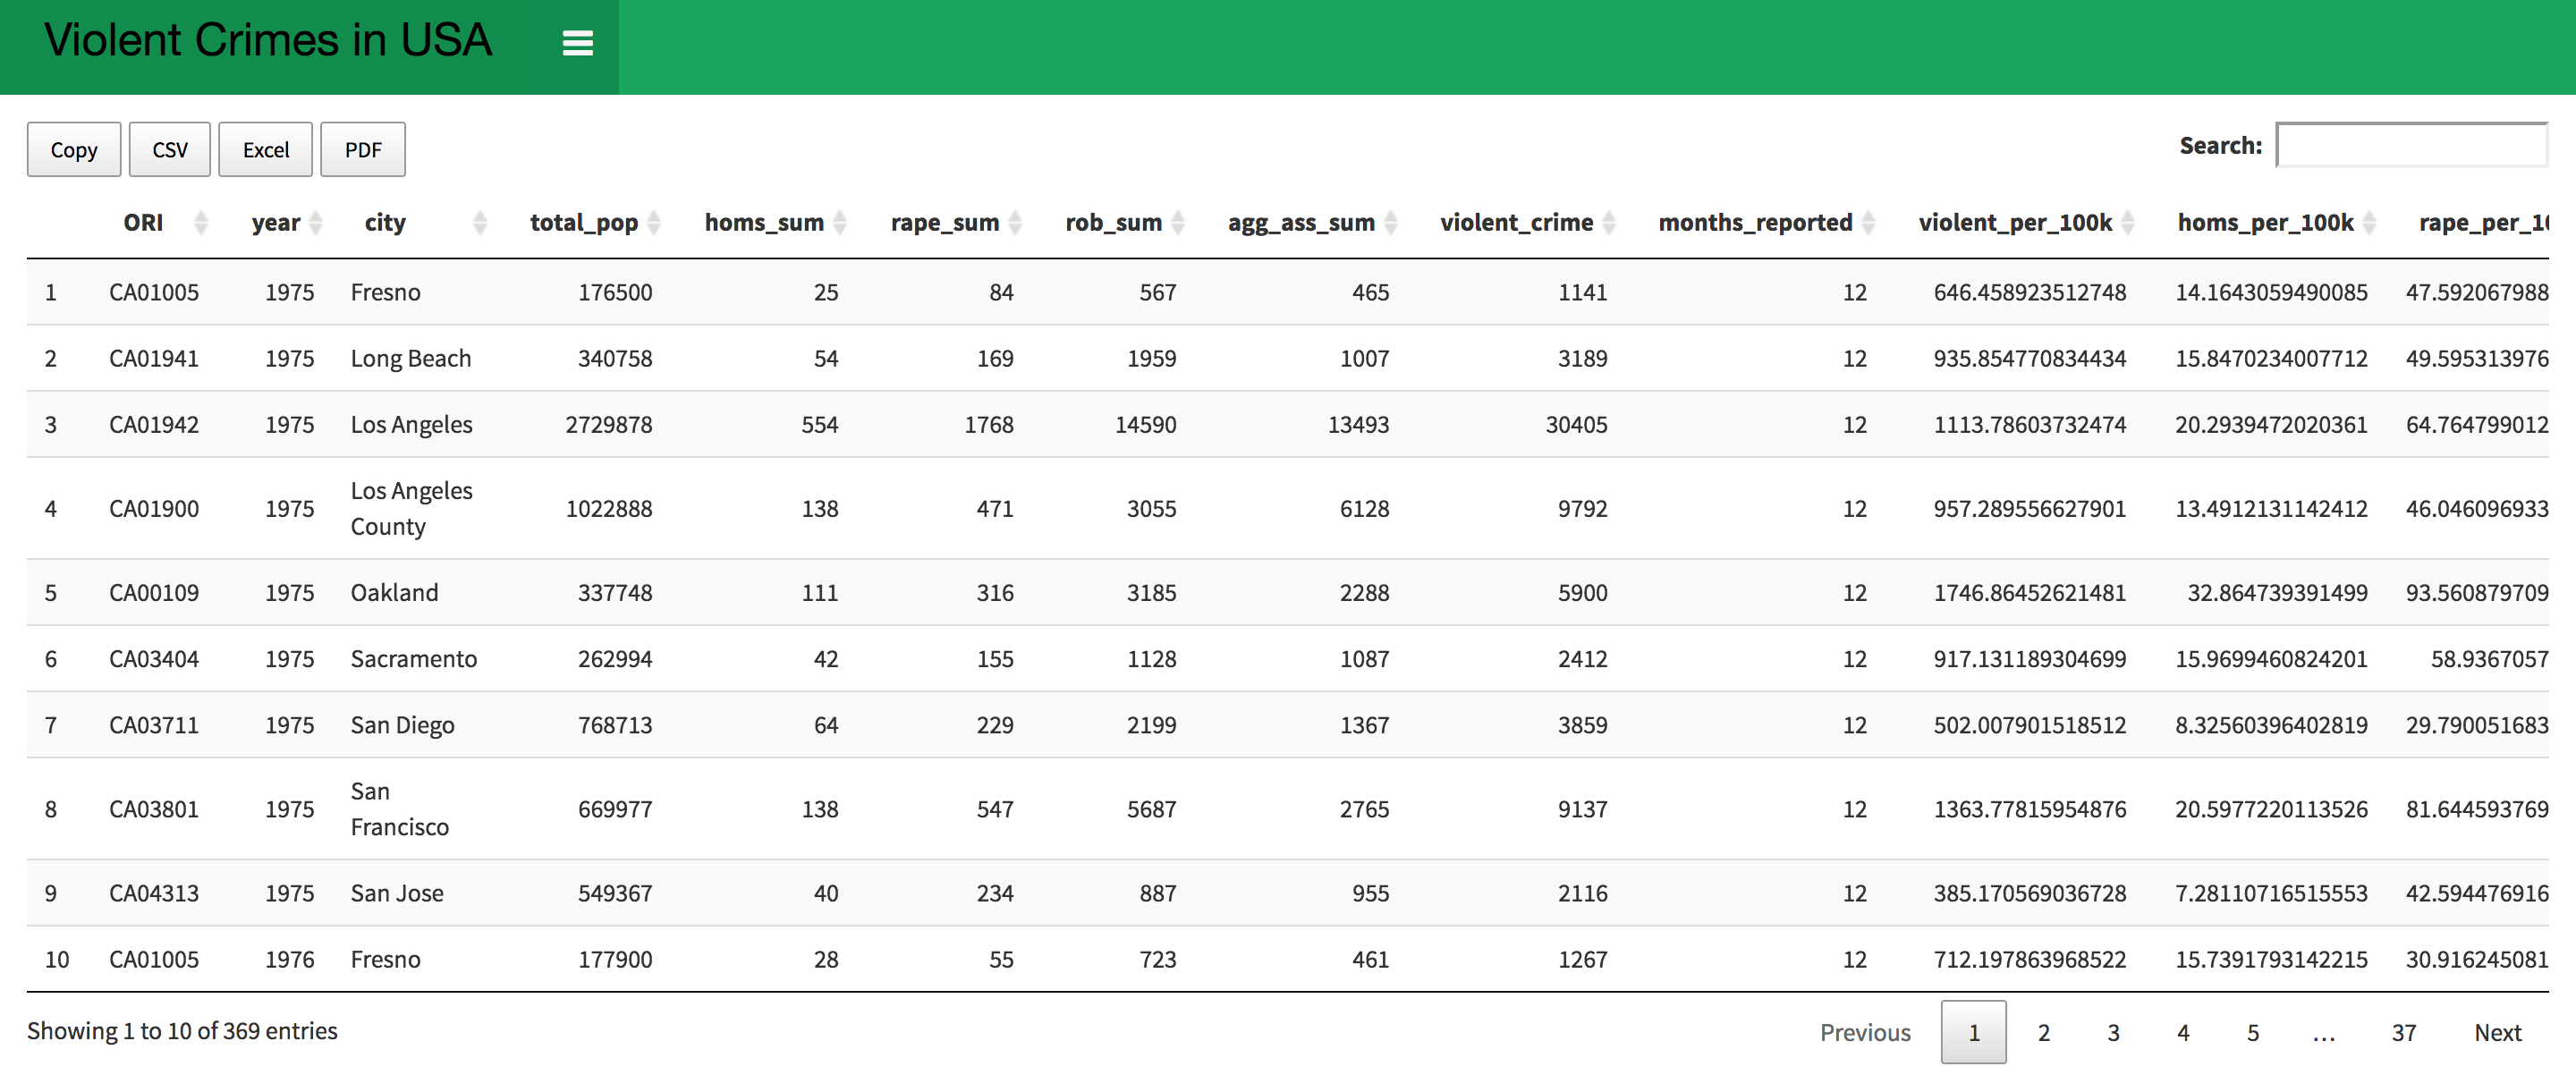 Violent Crimes in USA
Copy CSV Excel PDF Search:
ORI year city total_pop homs_sum rape_sum rob_sum agg_ass_sum violent_crime months_reported violent_per_100k homs_per_100k rape_per_10
1 CA01005 1975 Fresno 176500 25 84 567 465 1141 12 646.458923512748 14.1643059490085 47.592067988
2 CA01941 1975 Long Beach 340758 54 169 1959 1007 3189 12 935.854770834434 15.8470234007712 49.595313976
3 CA01942 1975 Los Angeles 2729878 554 1768 14590 13493 30405 12 1113.78603732474 20.2939472020361 64.764799012
4 CA01900 1975 Los Angeles County 1022888 138 471 3055 6128 9792 12 957.289556627901 13.4912131142412 46.046096933
5 CA00109 1975 Oakland 337748 111 316 3185 2288 5900 12 1746.86452621481 32.864739391499 93.560879709
6 CA03404 1975 Sacramento 262994 42 155 1128 1087 2412 12 917.131189304699 15.9699460824201 58.9367057
7 CA03711 1975 San Diego 768713 64 229 2199 1367 3859 12 502.007901518512 8.32560396402819 29.790051683
8 CA03801 1975 San Francisco 669977 138 547 5687 2765 9137 12 1363.77815954876 20.5977220113526 81.644593769
9 CA04313 1975 San Jose 549367 40 234 887 955 2116 12 385.170569036728 7.28110716515553 42.594476916
10 CA01005 1976 Fresno 177900 28 55 723 461 1267 12 712.197863968522 15.7391793142215 30.916245081
Showing 1 to 10 of 369 entries Previous 1 2 3 4 5 … 37 Next